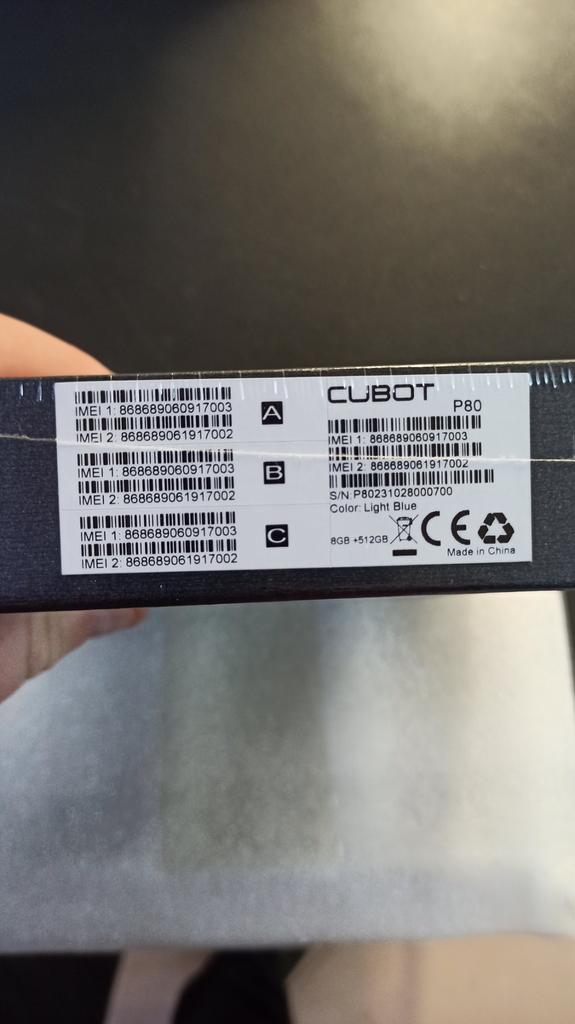 IMEI 1: 868689060917003
IMEI 2: 868689061917002
A
IMEI 1: 868689060917003
IMEI 2: 868689061917002
B
IMEI 1: 868689060917003
IMEI 2: 868689061917002
C
CUBOT
P80
IMEI 1: 868689060917003
IMEI 2: 868689061917002
S/N:P80231028000700
Color: Light Blue
8GB +512GB
CE
Made in China